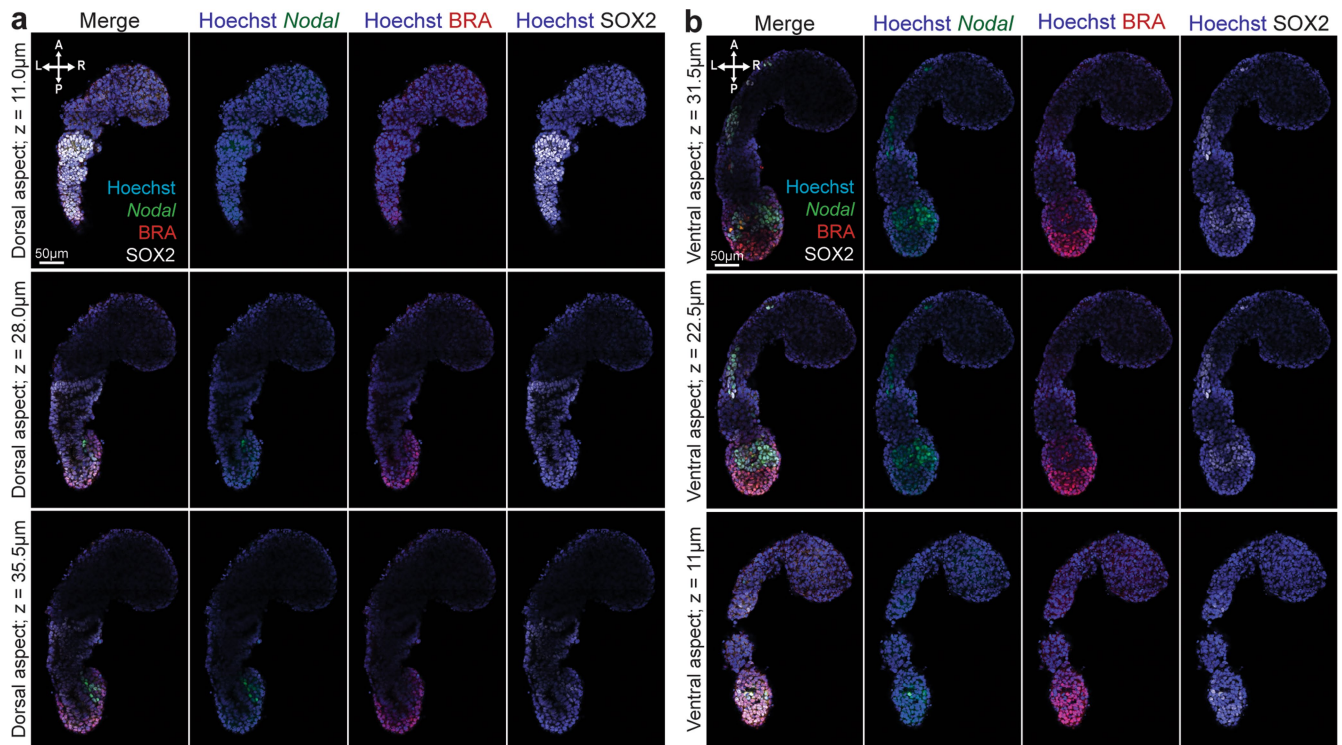 a
Merge
Hoechst Nodal
Hoechst BRA
Hoechst SOX2
Dorsal aspect; z = 11.0µm
A
L R
P
Hoechst
Nodal
BRA
SOX2
50µm
Dorsal aspect; z = 28.0µm
Dorsal aspect; z = 35.5µm
b
Merge
Hoechst Nodal
Hoechst BRA
Hoechst SOX2
Ventral aspect; z = 31.5µm
A
L R
P
Hoechst
Nodal
BRA
SOX2
50µm
Ventral aspect; z = 22.5µm
Ventral aspect; z = 11µm